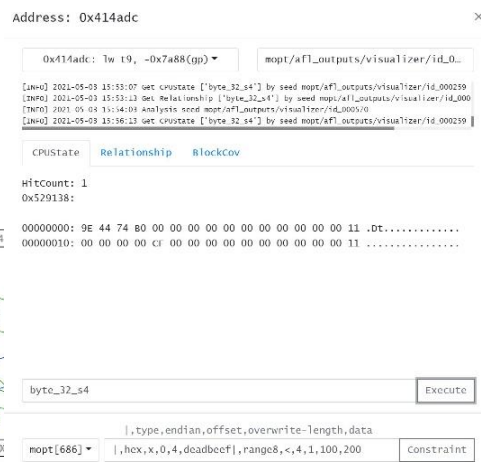 Address: 0x414adc
×
0x414adc: lw t9, -0x7a88(gp)
mopt/afl_outputs/visualizer/id_0…
[INFO] 2021-05-03 15:53:07 Get CPUState ['byte_32_s4'] by seed mopt/afl_outputs/visualizer/id_000259
[INFO] 2021-05-03 15:53:13 Get Relationship ['byte_32_s4'] by seed mopt/afl_outputs/visualizer/id_000
[INFO] 2021-05-03 15:54:03 Analysis seed mopt/afl_outputs/visualizer/id_000570
[INFO] 2021-05-03 15:56:13 Get CPUState ['byte_32_s4'] by seed mopt/afl_outputs/visualizer/id_000259
CPUState Relationship BlockCov
HitCount: 1
0x529138:
00000000: 9E 44 74 B0 00 00 00 00 00 00 00 00 00 00 00 11 .Dt.............
00000010: 00 00 00 00 CF 00 00 00 00 00 00 00 00 00 00 11 ................
byte_32_s4
Execute
|,type,endian,offset,overwrite-length,data
mopt[686]
|,hex,x,0,4,deadbeef|,range8,<,4,1,100,200
Constraint